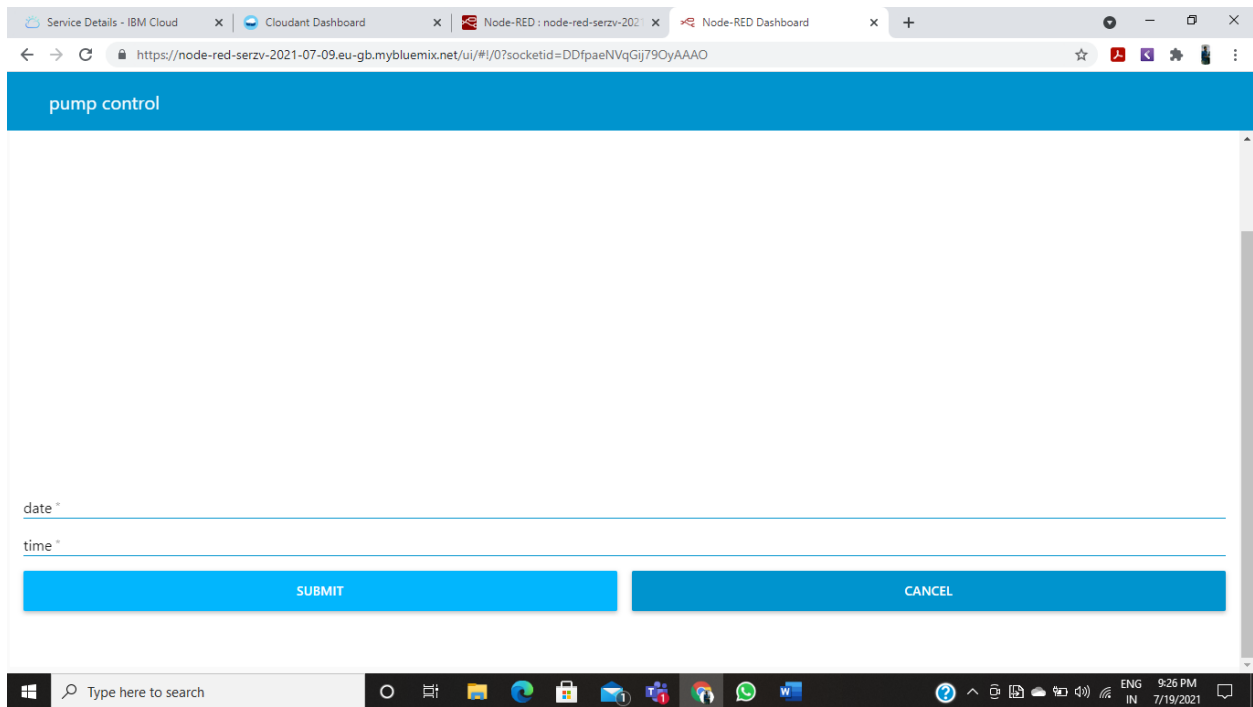 Service Details - IBM Cloud
Cloudant Dashboard
Node-RED : node-red-serzv-202
Node-RED Dashboard
https://node-red-serzv-2021-07-09.eu-gb.mybluemix.net/ui/#!/0?socketid=DDfpaeNVqGij79OyAAAO
pump control
date *
time *
SUBMIT
CANCEL
Type here to search
1
1
ENG
IN
9:26 PM
7/19/2021